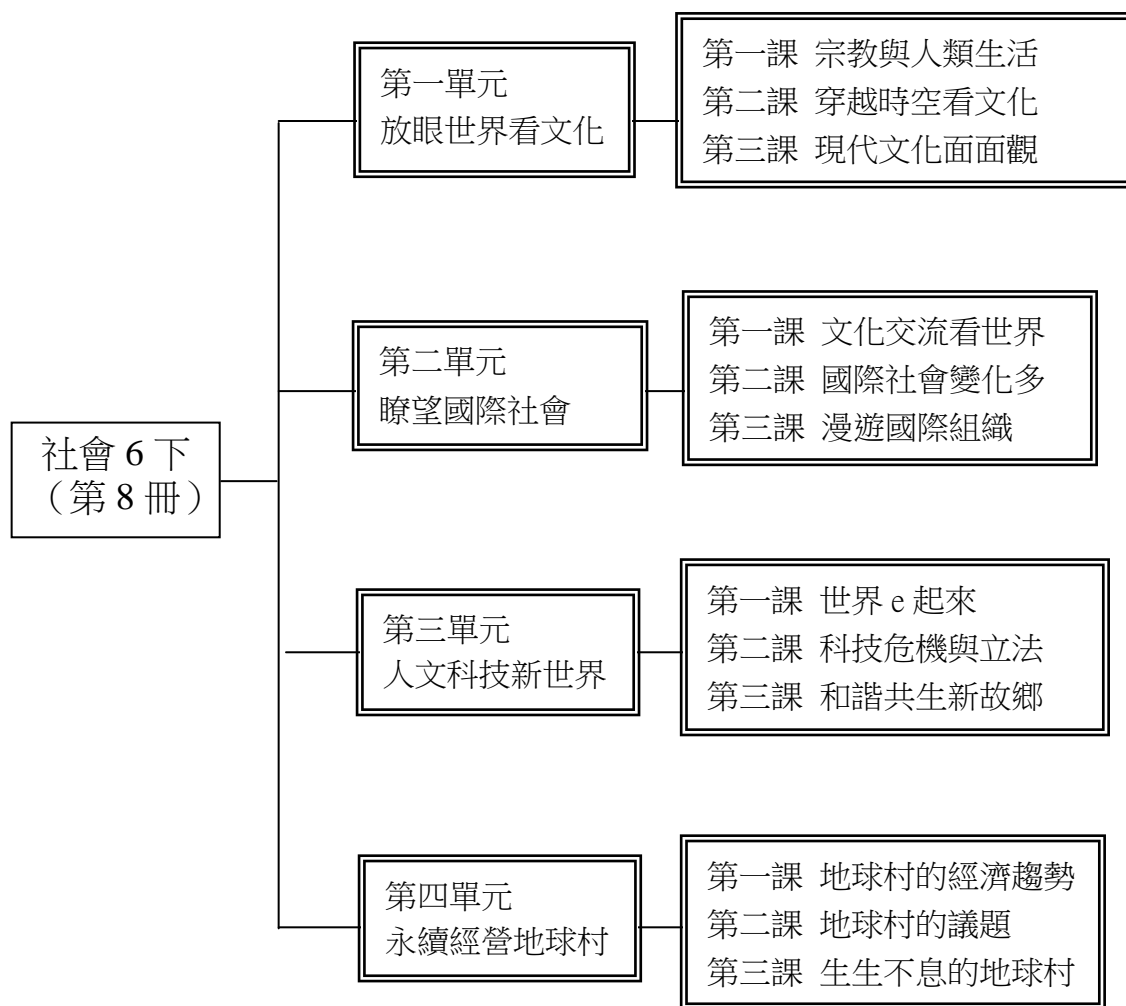 社會 6 下
（第 8 冊）
第一單元
放眼世界看文化
第一課 宗教與人類生活
第二課 穿越時空看文化
第三課 現代文化面面觀
第二單元
瞭望國際社會
第一課 文化交流看世界
第二課 國際社會變化多
第三課 漫遊國際組織
第三單元
人文科技新世界
第一課 世界 e 起來
第二課 科技危機與立法
第三課 和諧共生新故鄉
第四單元
永續經營地球村
第一課 地球村的經濟趨勢
第二課 地球村的議題
第三課 生生不息的地球村